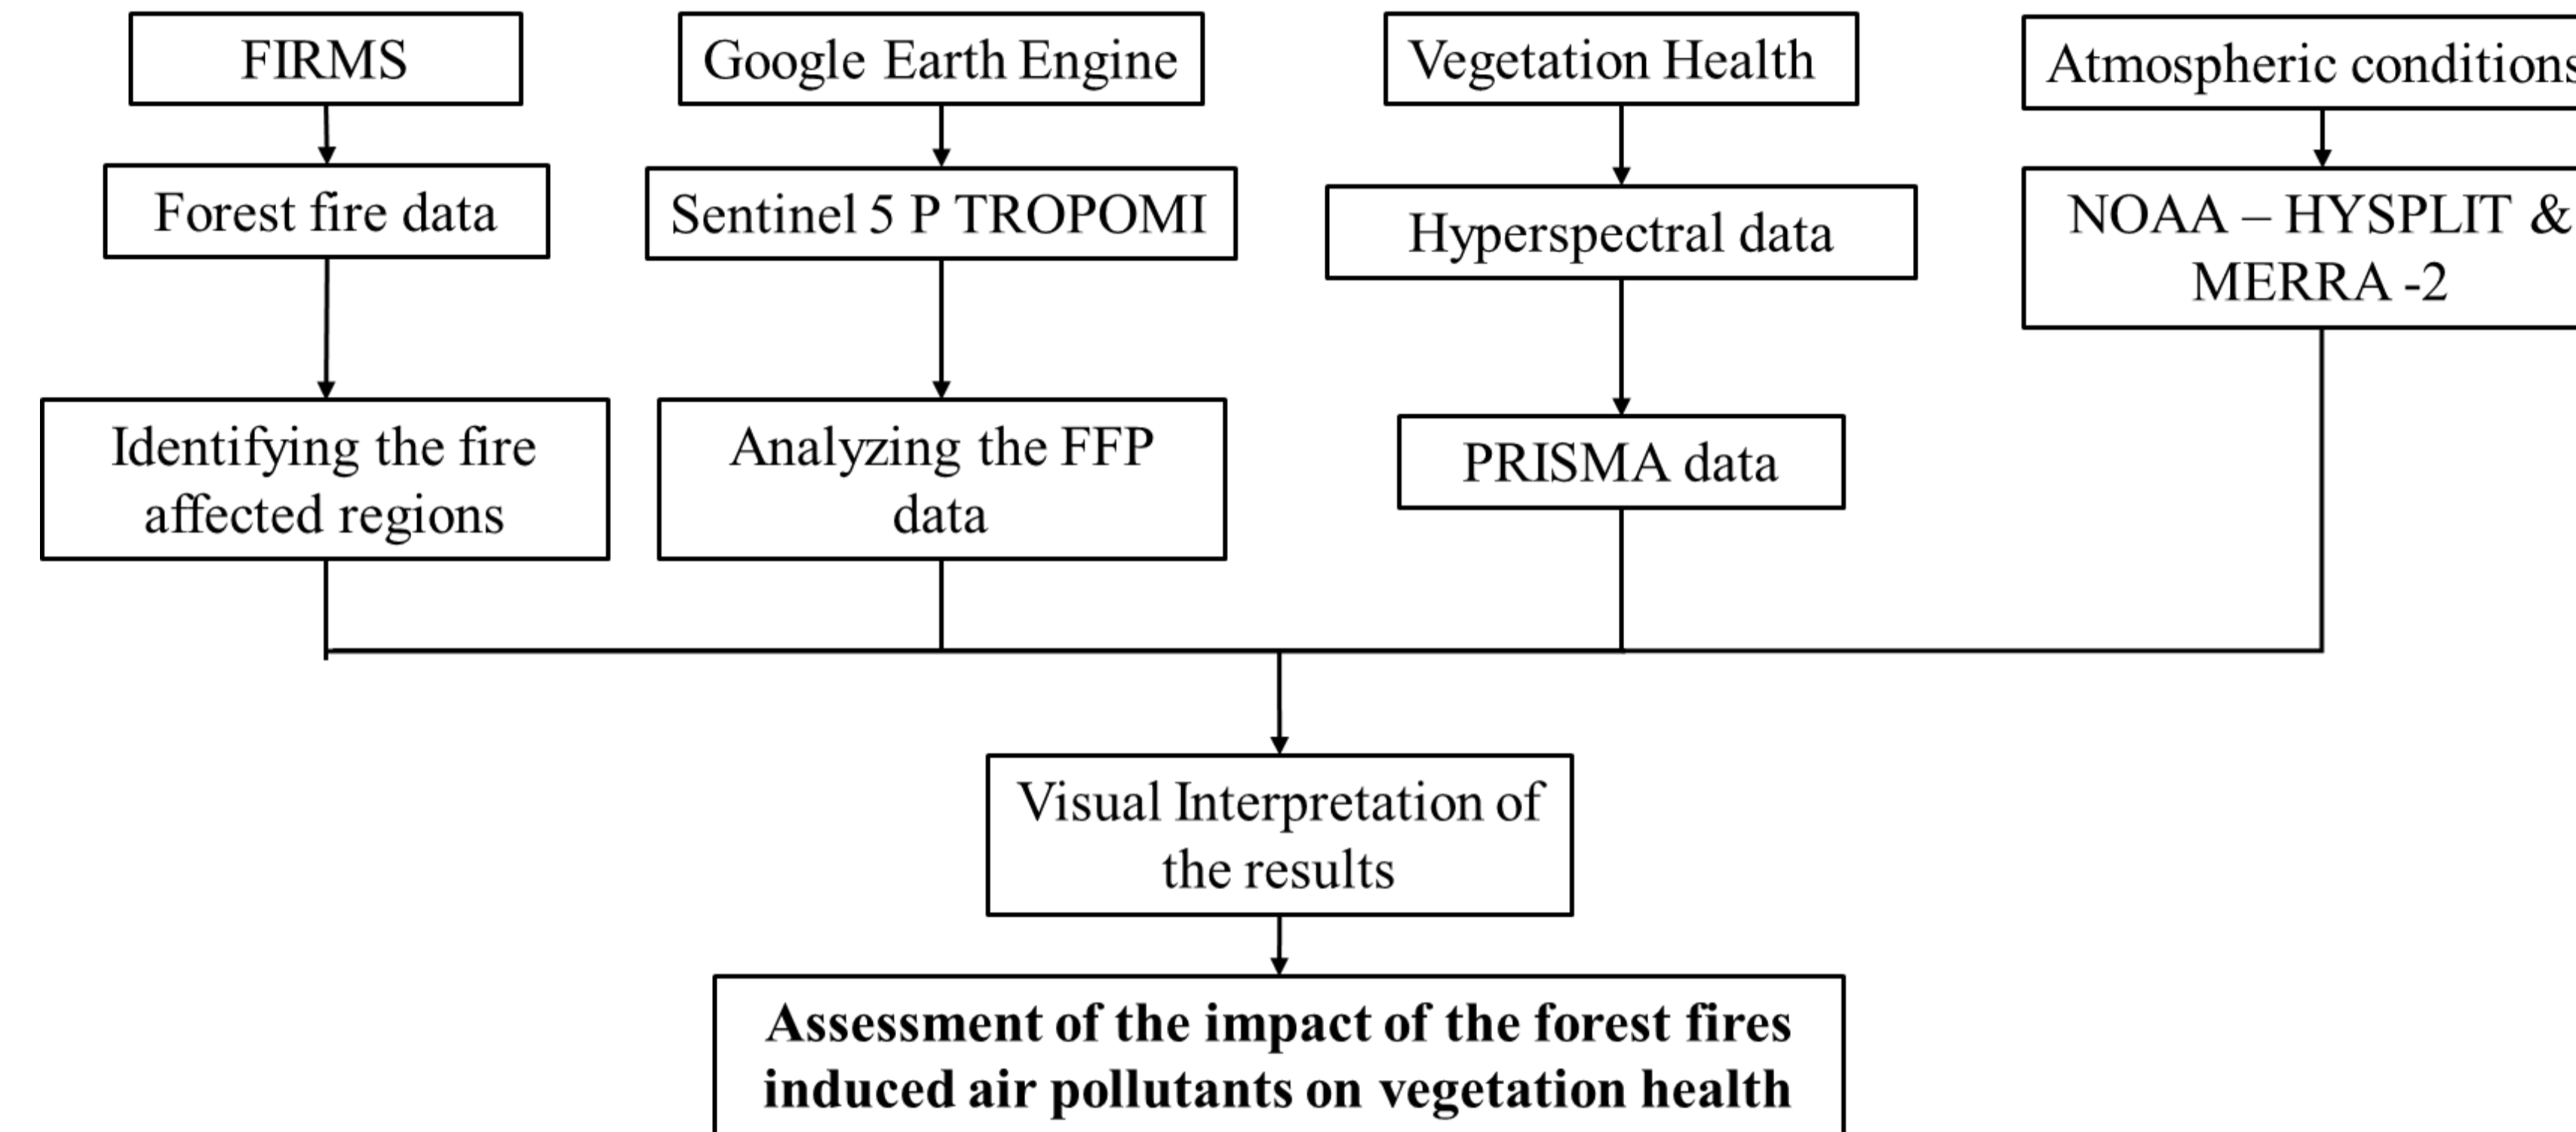 FIRMS
Google Earth Engine
Vegetation Health
Atmospheric conditions
Forest fire data
Sentinel 5 P TROPOMI
Hyperspectral data
NOAA – HYSPLIT &
MERRA -2
Identifying the fire
affected regions
Analyzing the FFP
data
PRISMA data
Visual Interpretation of
the results
Assessment of the impact of the forest fires
induced air pollutants on vegetation health